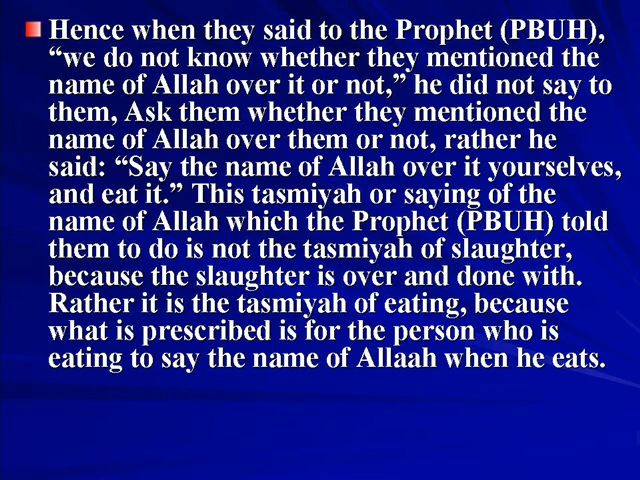 Hence when they said to the Prophet (PBUH),
“we do not know whether they mentioned the
name of Allah over it or not,” he did not say to
them, Ask them whether they mentioned the
name of Allah over them or not, rather he
said: “Say the name of Allah over it yourselves,
and eat it.” This tasmiyah or saying of the
name of Allah which the Prophet (PBUH) told
them to do is not the tasmiyah of slaughter,
because the slaughter is over and done with.
Rather it is the tasmiyah of eating, because
what is prescribed is for the person who is
eating to say the name of Allaah when he eats.